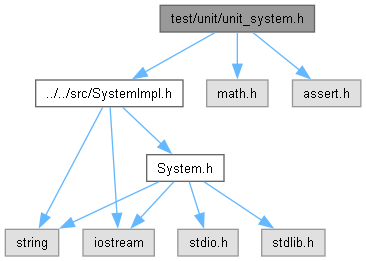 test/unit/unit_system.h
../../src/SystemImpl.h
math.h
assert.h
System.h
string
iostream
stdio.h
stdlib.h